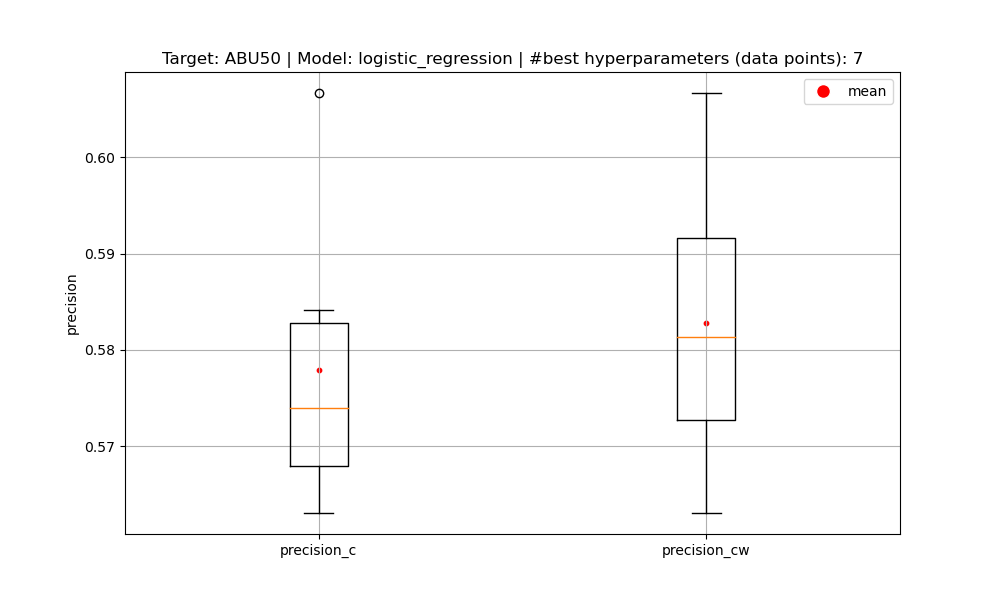 Target: ABU50 | Model: logistic_regression | #best hyperparameters (data points): 7
mean
0.60
0.59
0.58
0.57
precision
precision_c
precision_cw